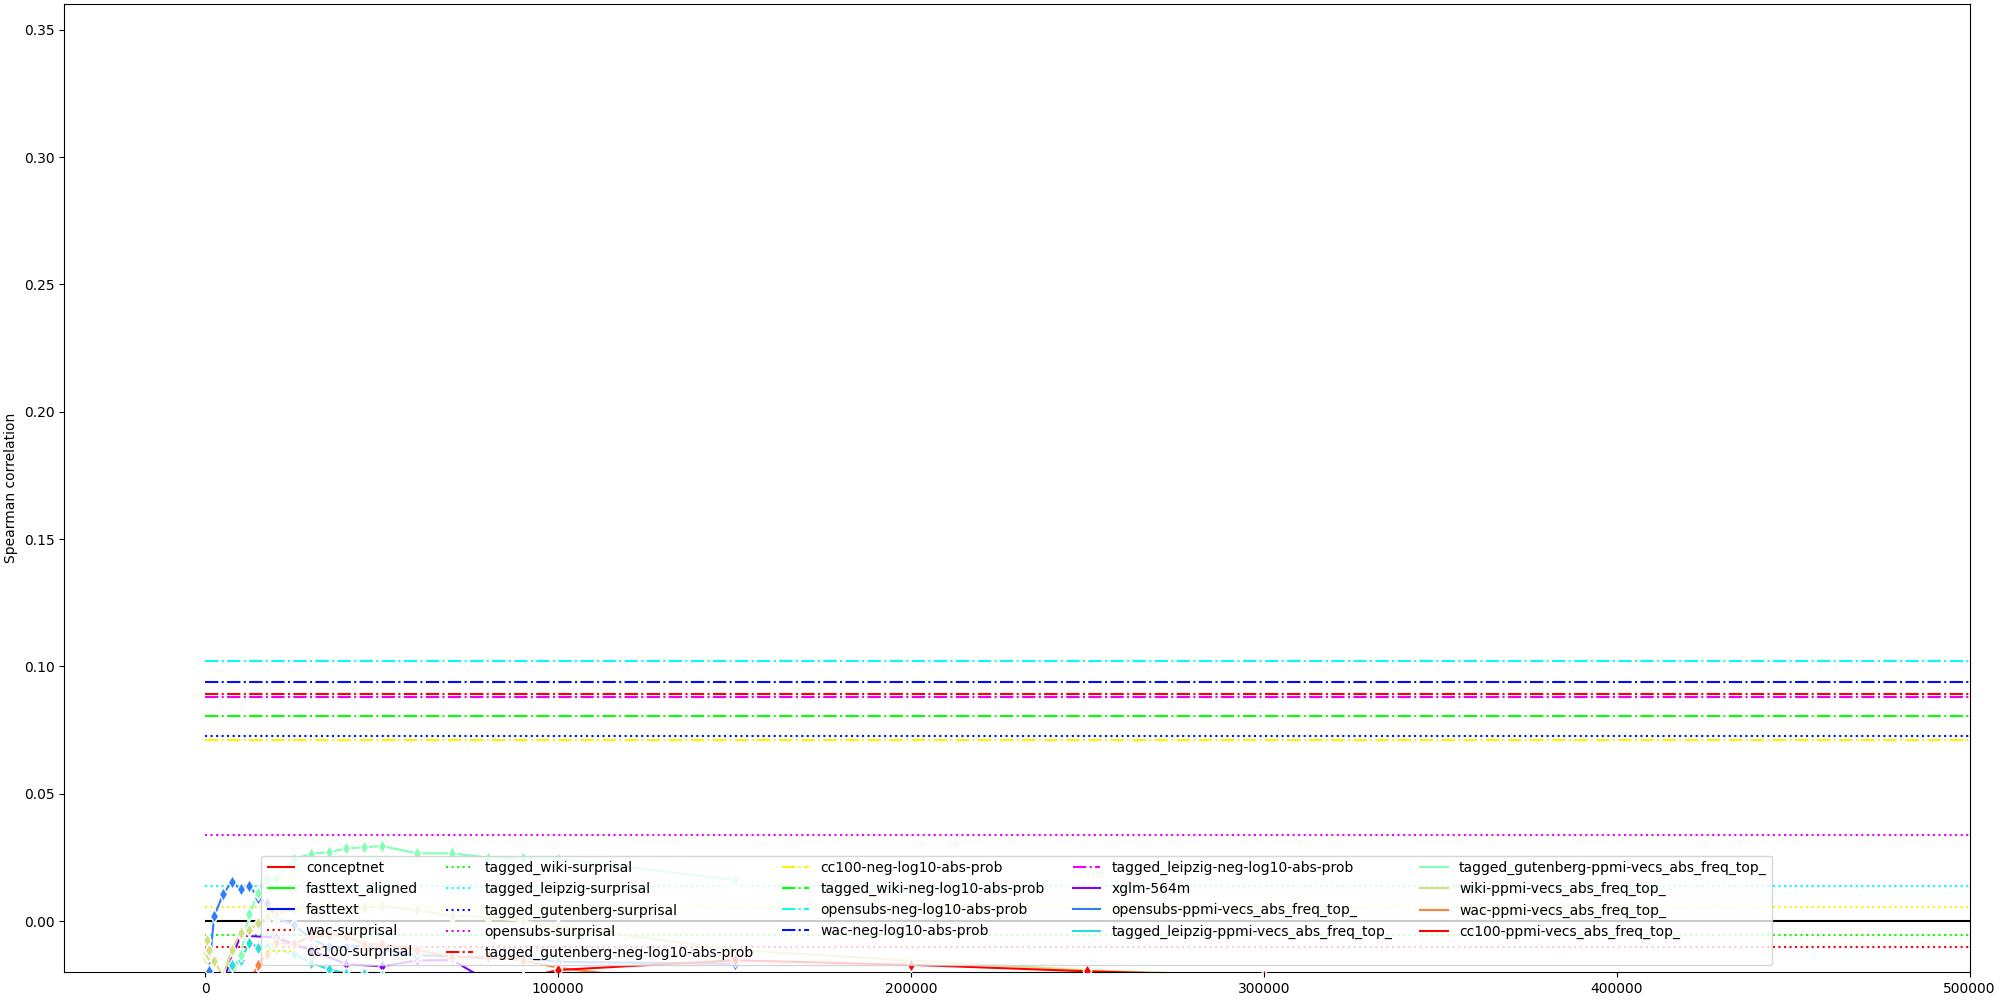 0.35
0.30
0.25
0.20
0.15
0.10
0.05
0.00
Spearman correlation
0
100000
200000
300000
400000
500000
conceptnet
fasttext_aligned
fasttext
wac-surprisal
cc100-surprisal
tagged_wiki-surprisal
tagged_leipzig-surprisal
tagged_gutenberg-surprisal
opensubs-surprisal
tagged_gutenberg-neg-log10-abs-prob
cc100-neg-log10-abs-prob
tagged_wiki-neg-log10-abs-prob
opensubs-neg-log10-abs-prob
wac-neg-log10-abs-prob
tagged_leipzig-neg-log10-abs-prob
xglm-564m
opensubs-ppmi-vecs_abs_freq_top_
tagged_leipzig-ppmi-vecs_abs_freq_top_
tagged_gutenberg-ppmi-vecs_abs_freq_top_
wiki-ppmi-vecs_abs_freq_top_
wac-ppmi-vecs_abs_freq_top_
cc100-ppmi-vecs_abs_freq_top_